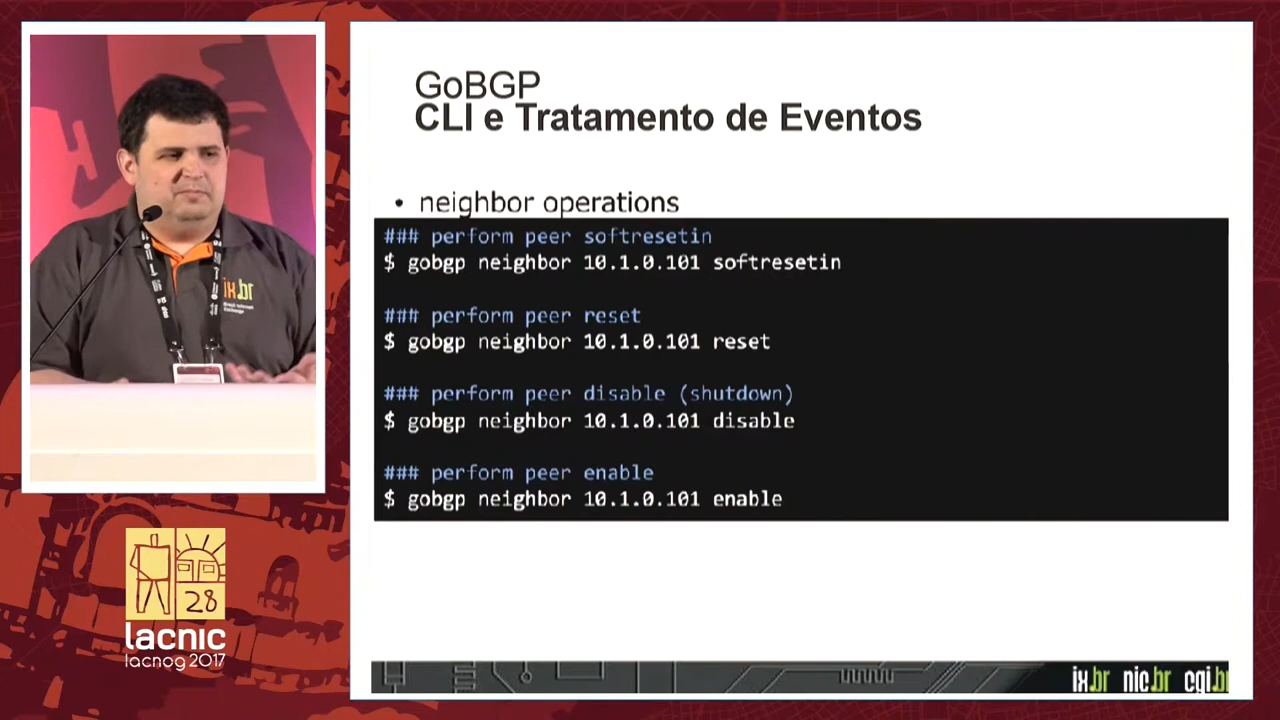 GoBGP
CLI e Tratamento de Eventos
• neighbor operations
### perform peer softresetin
$ gobgp neighbor 10.1.0.101 softresetin
### perform peer reset
$ gobgp neighbor 10.1.0.101 reset
### perform peer disable (shutdown)
$ gobgp neighbor 10.1.0.101 disable
### perform peer enable
$ gobgp neighbor 10.1.0.101 enable
ix.br
28
lacnic
lacnog 2017
ix.br nic.br cgi.br